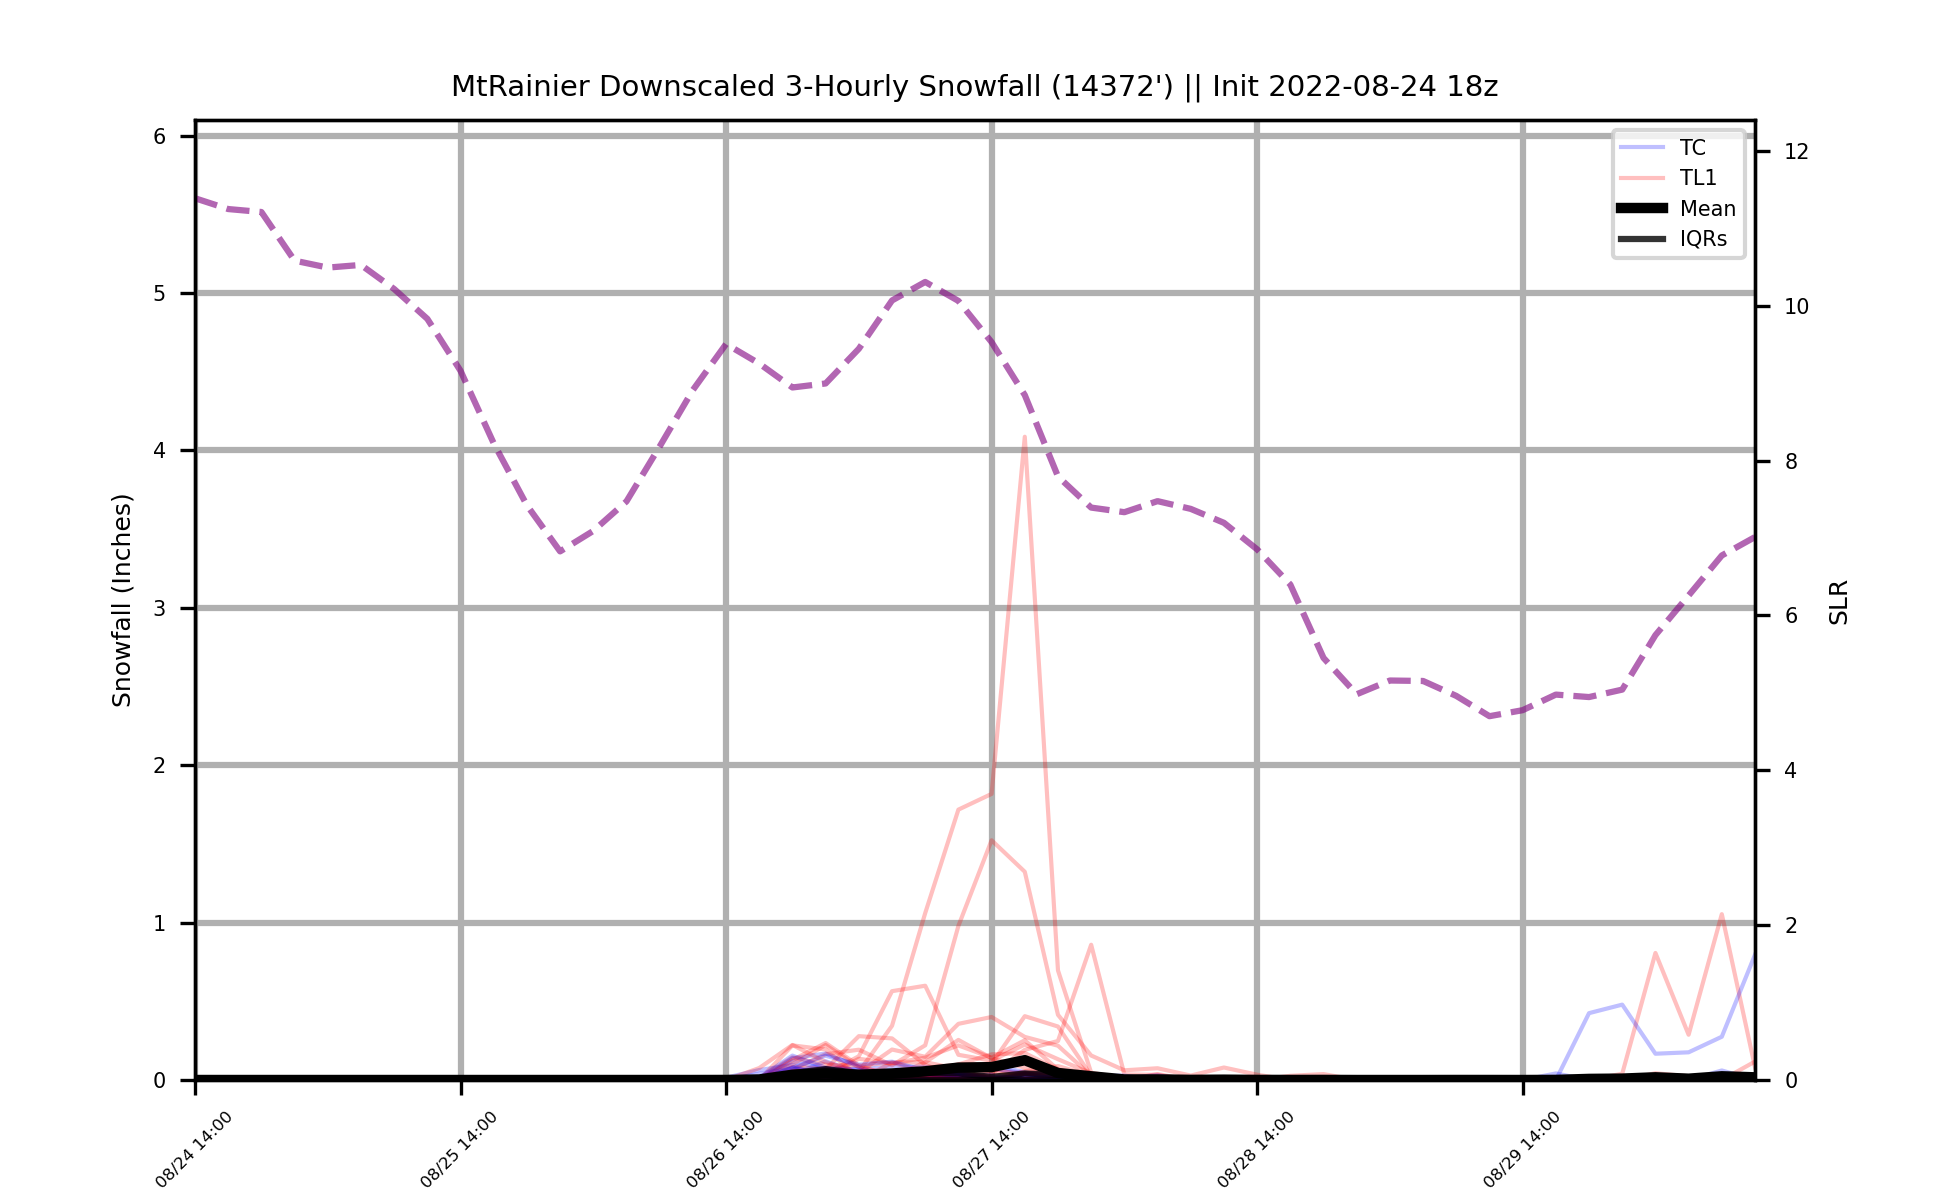 MtRainier Downscaled 3-Hourly Snowfall (14372') || Init 2022-08-24 18z
TC
TL1
Mean
IQRs
Snowfall (Inches)
6
5
4
3
2
1
0
12
10
8
6
4
2
0
SLR
08/24 14:00
08/25 14:00
08/26 14:00
08/27 14:00
08/28 14:00
08/29 14:00